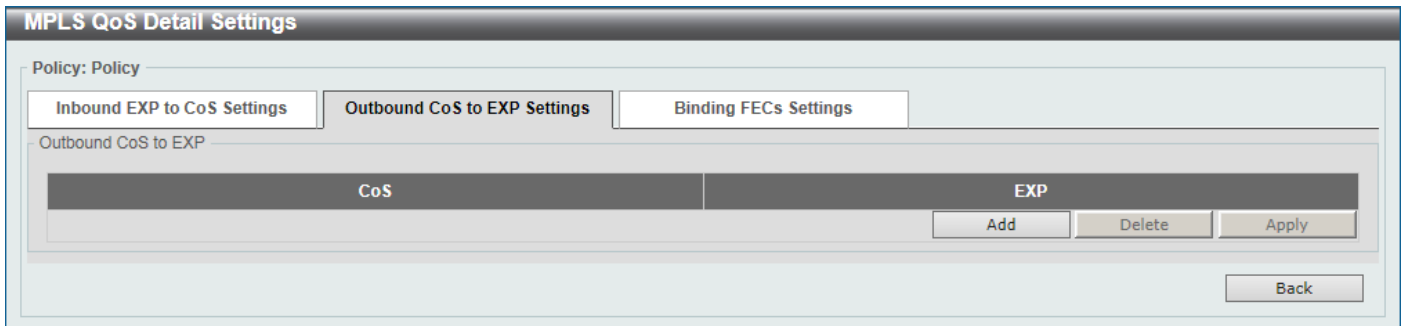 MPLS QoS Detail Settings
Policy: Policy
Inbound EXP to CoS Settings Outbound CoS to EXP Settings Binding FECs Settings
Outbound CoS to EXP
CoS EXP
Add Delete Apply
Back